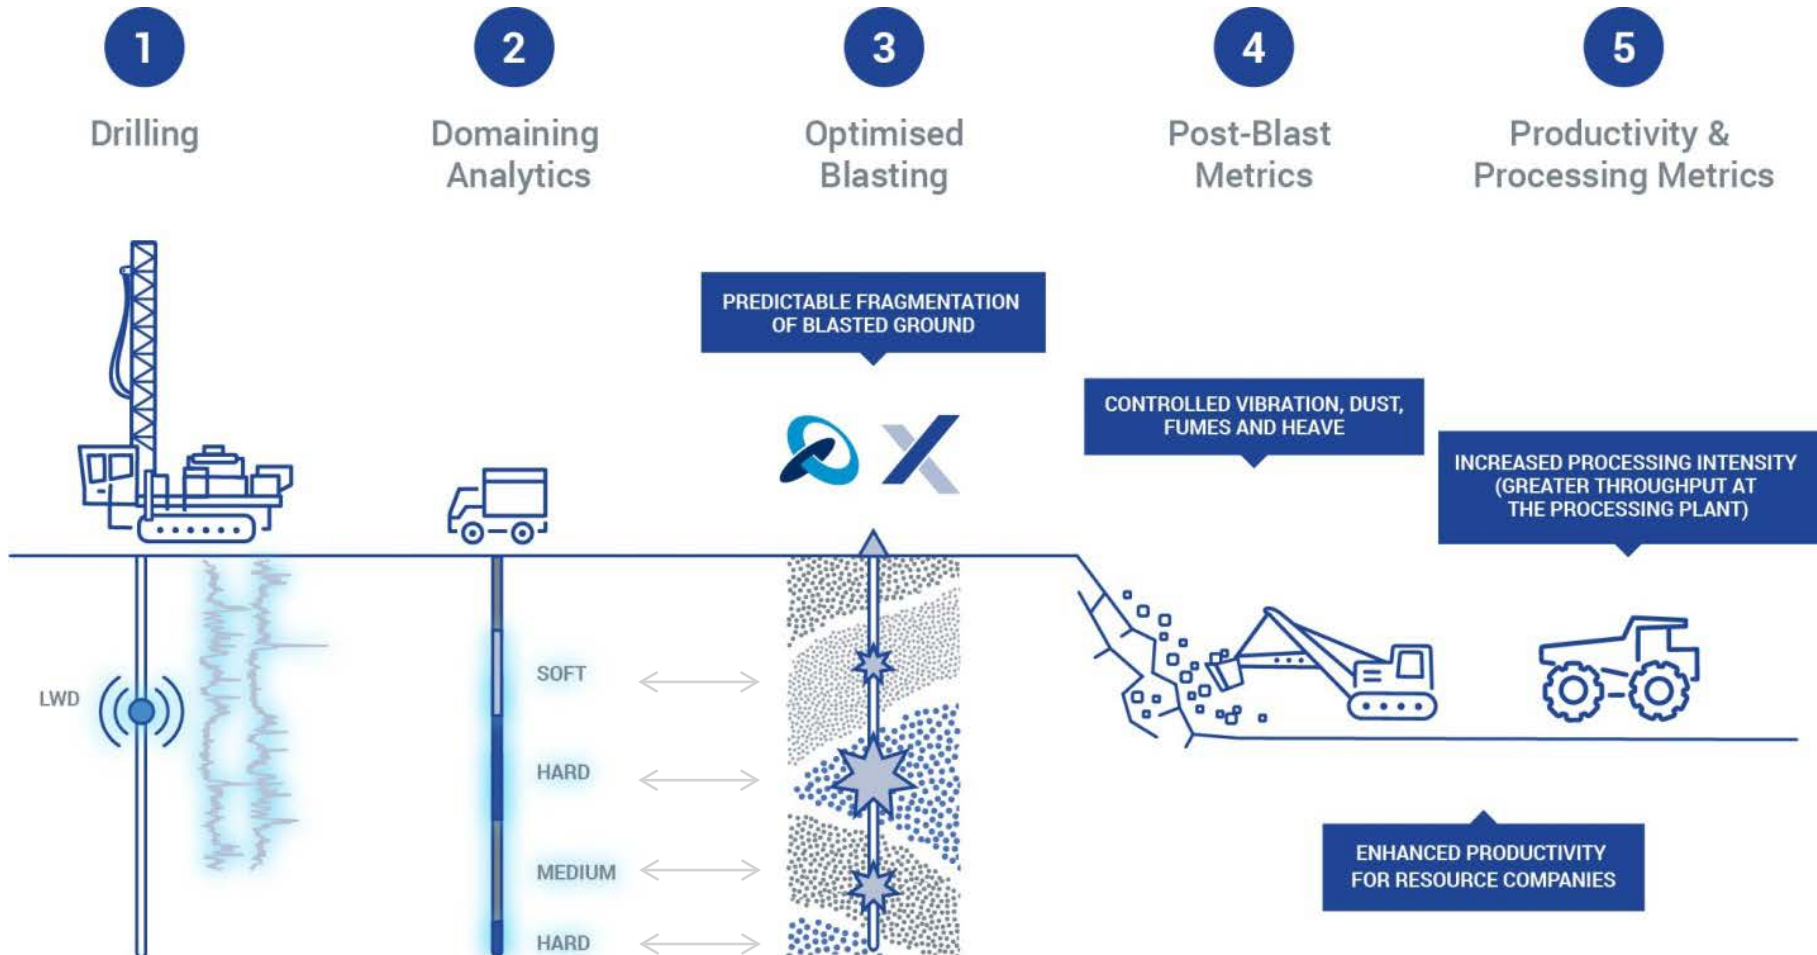 1
Drilling
2
Domaining
Analytics
3
Optimised
Blasting
4
Post-Blast
Metrics
5
Productivity &
Processing Metrics
PREDICTABLE FRAGMENTATION
OF BLASTED GROUND
CONTROLLED VIBRATION, DUST,
FUMES AND HEAVE
INCREASED PROCESSING INTENSITY
(GREATER THROUGHPUT AT
THE PROCESSING PLANT)
LWD
SOFT
HARD
MEDIUM
HARD
ENHANCED PRODUCTIVITY
FOR RESOURCE COMPANIES